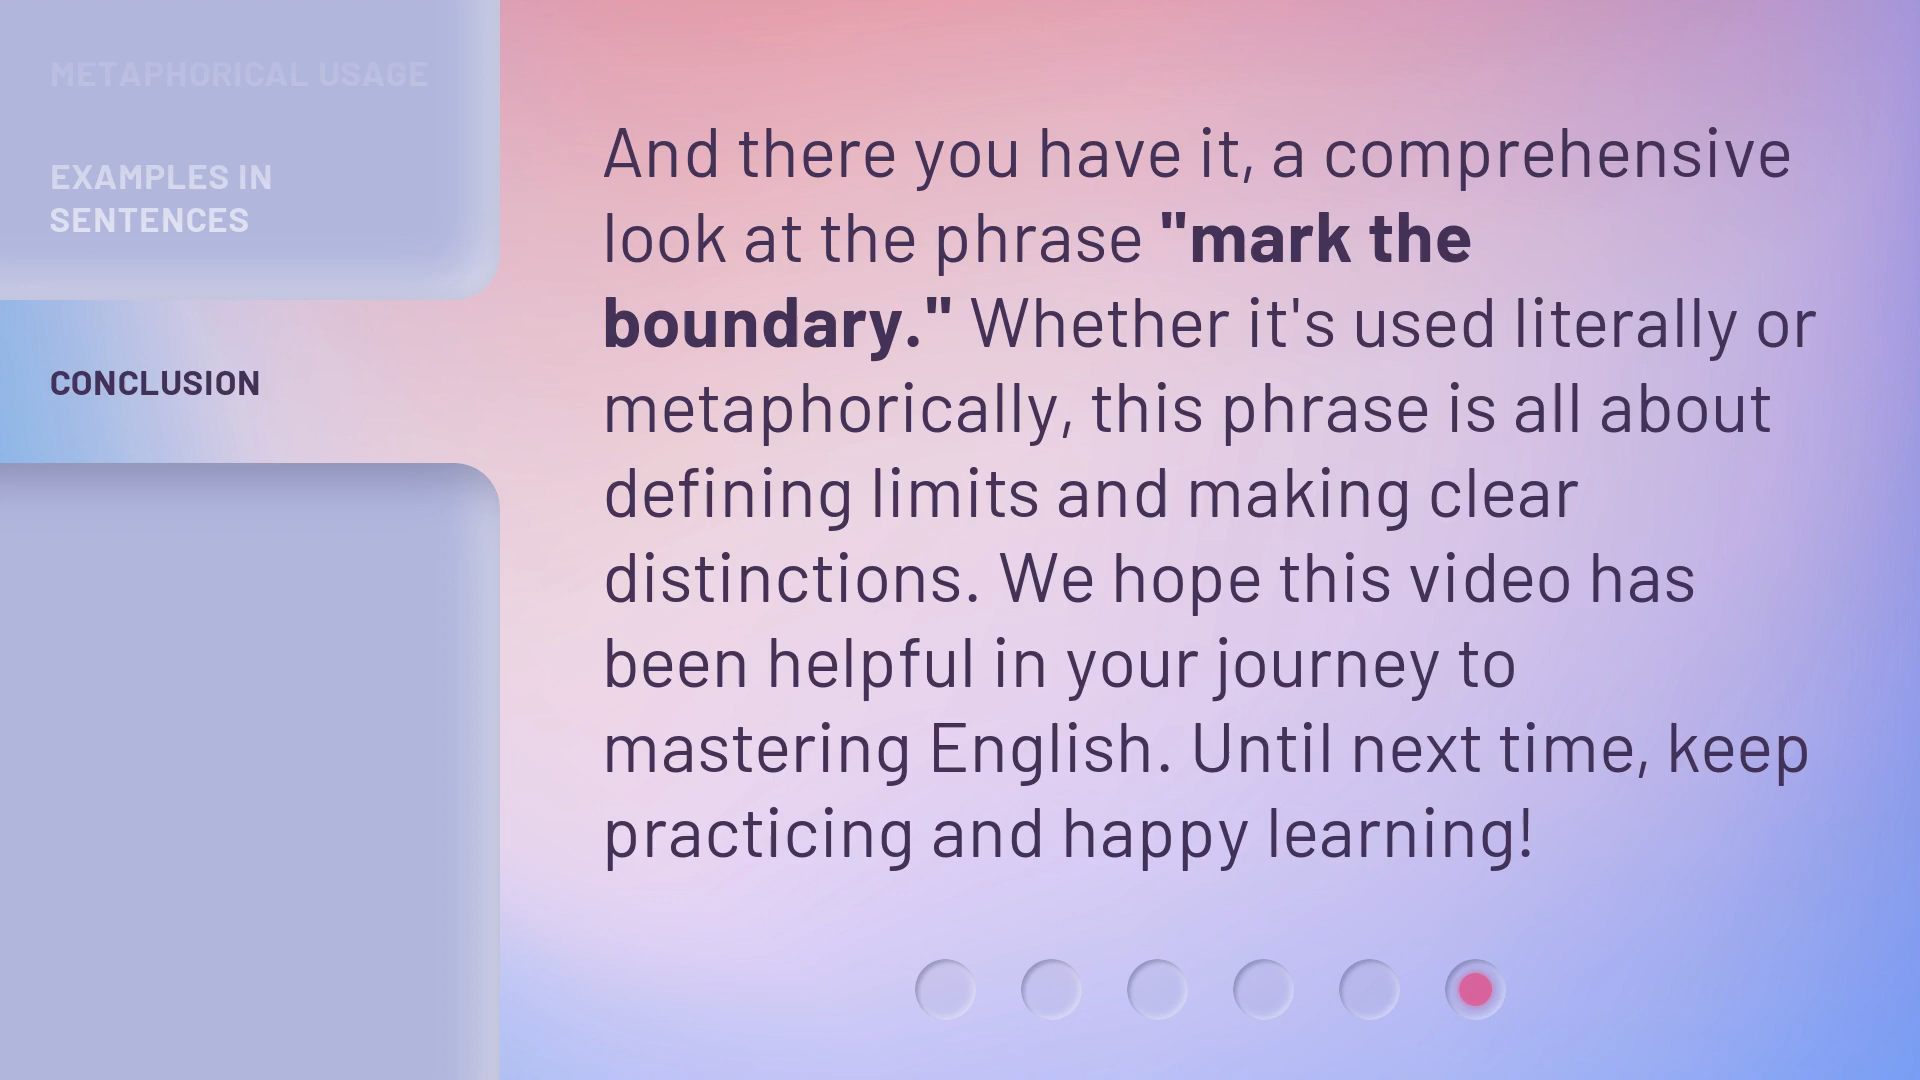 METAPHORICAL USAGE
EXAMPLES IN
SENTENCES
CONCLUSION
And there you have it, a comprehensive
look at the phrase "mark the
boundary." Whether it's used literally or
metaphorically, this phrase is all about
defining limits and making clear
distinctions. We hope this video has
been helpful in your journey to
mastering English. Until next time, keep
practicing and happy learning!